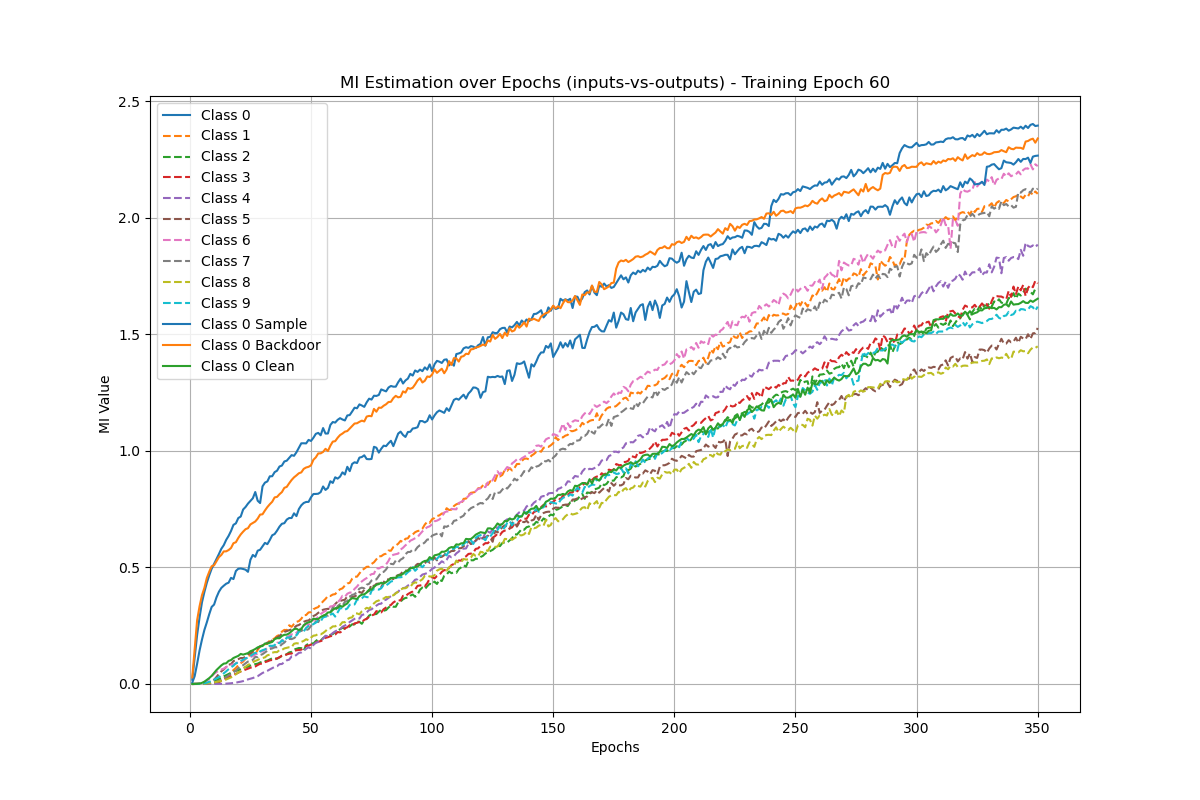 MI Estimation over Epochs (inputs-vs-outputs) - Training Epoch 60
2.5
2.0
1.5
1.0
0.5
0.0
MI Value
Class 0
Class 1
Class 2
Class 3
Class 4
Class 5
Class 6
Class 7
Class 8
Class 9
Class 0 Sample
Class 0 Backdoor
Class 0 Clean
0 50 100 150 200 250 300 350
Epochs